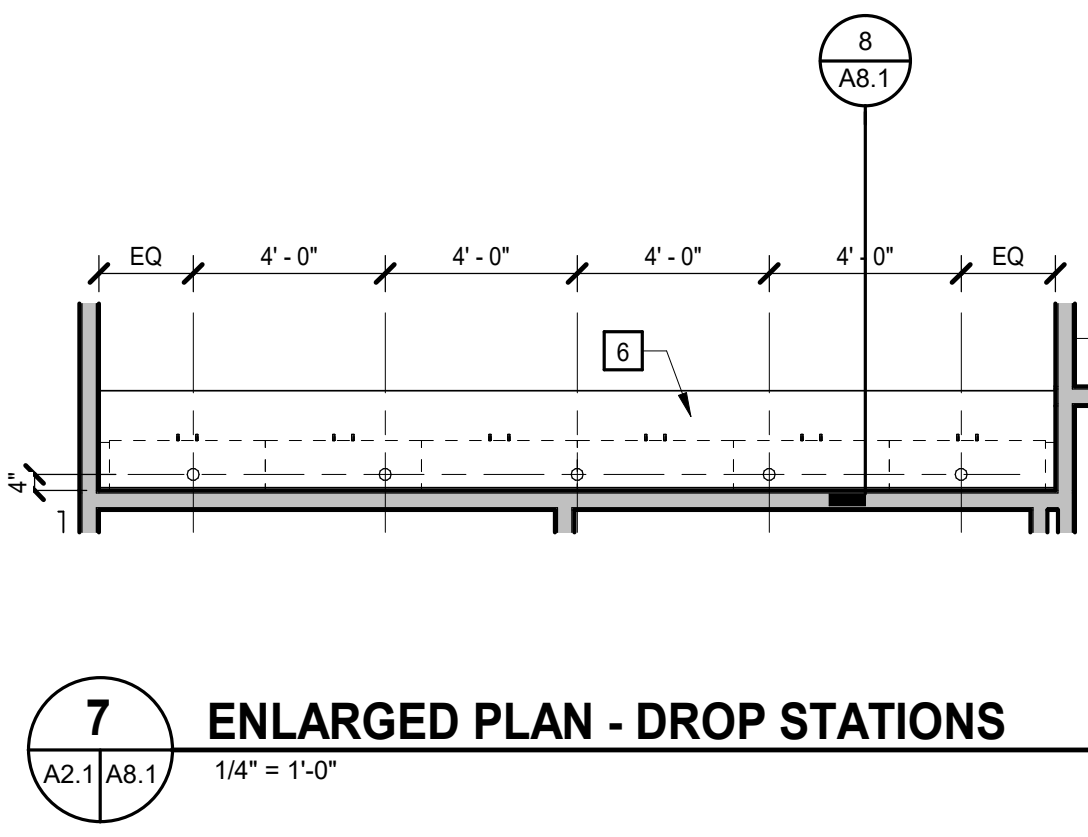 8
A8.1
EQ 4' - 0" 4' - 0" 4' - 0" 4' - 0" EQ
6
4"
7
A2.1 A8.1
ENLARGED PLAN - DROP STATIONS
1/4" = 1'-0"